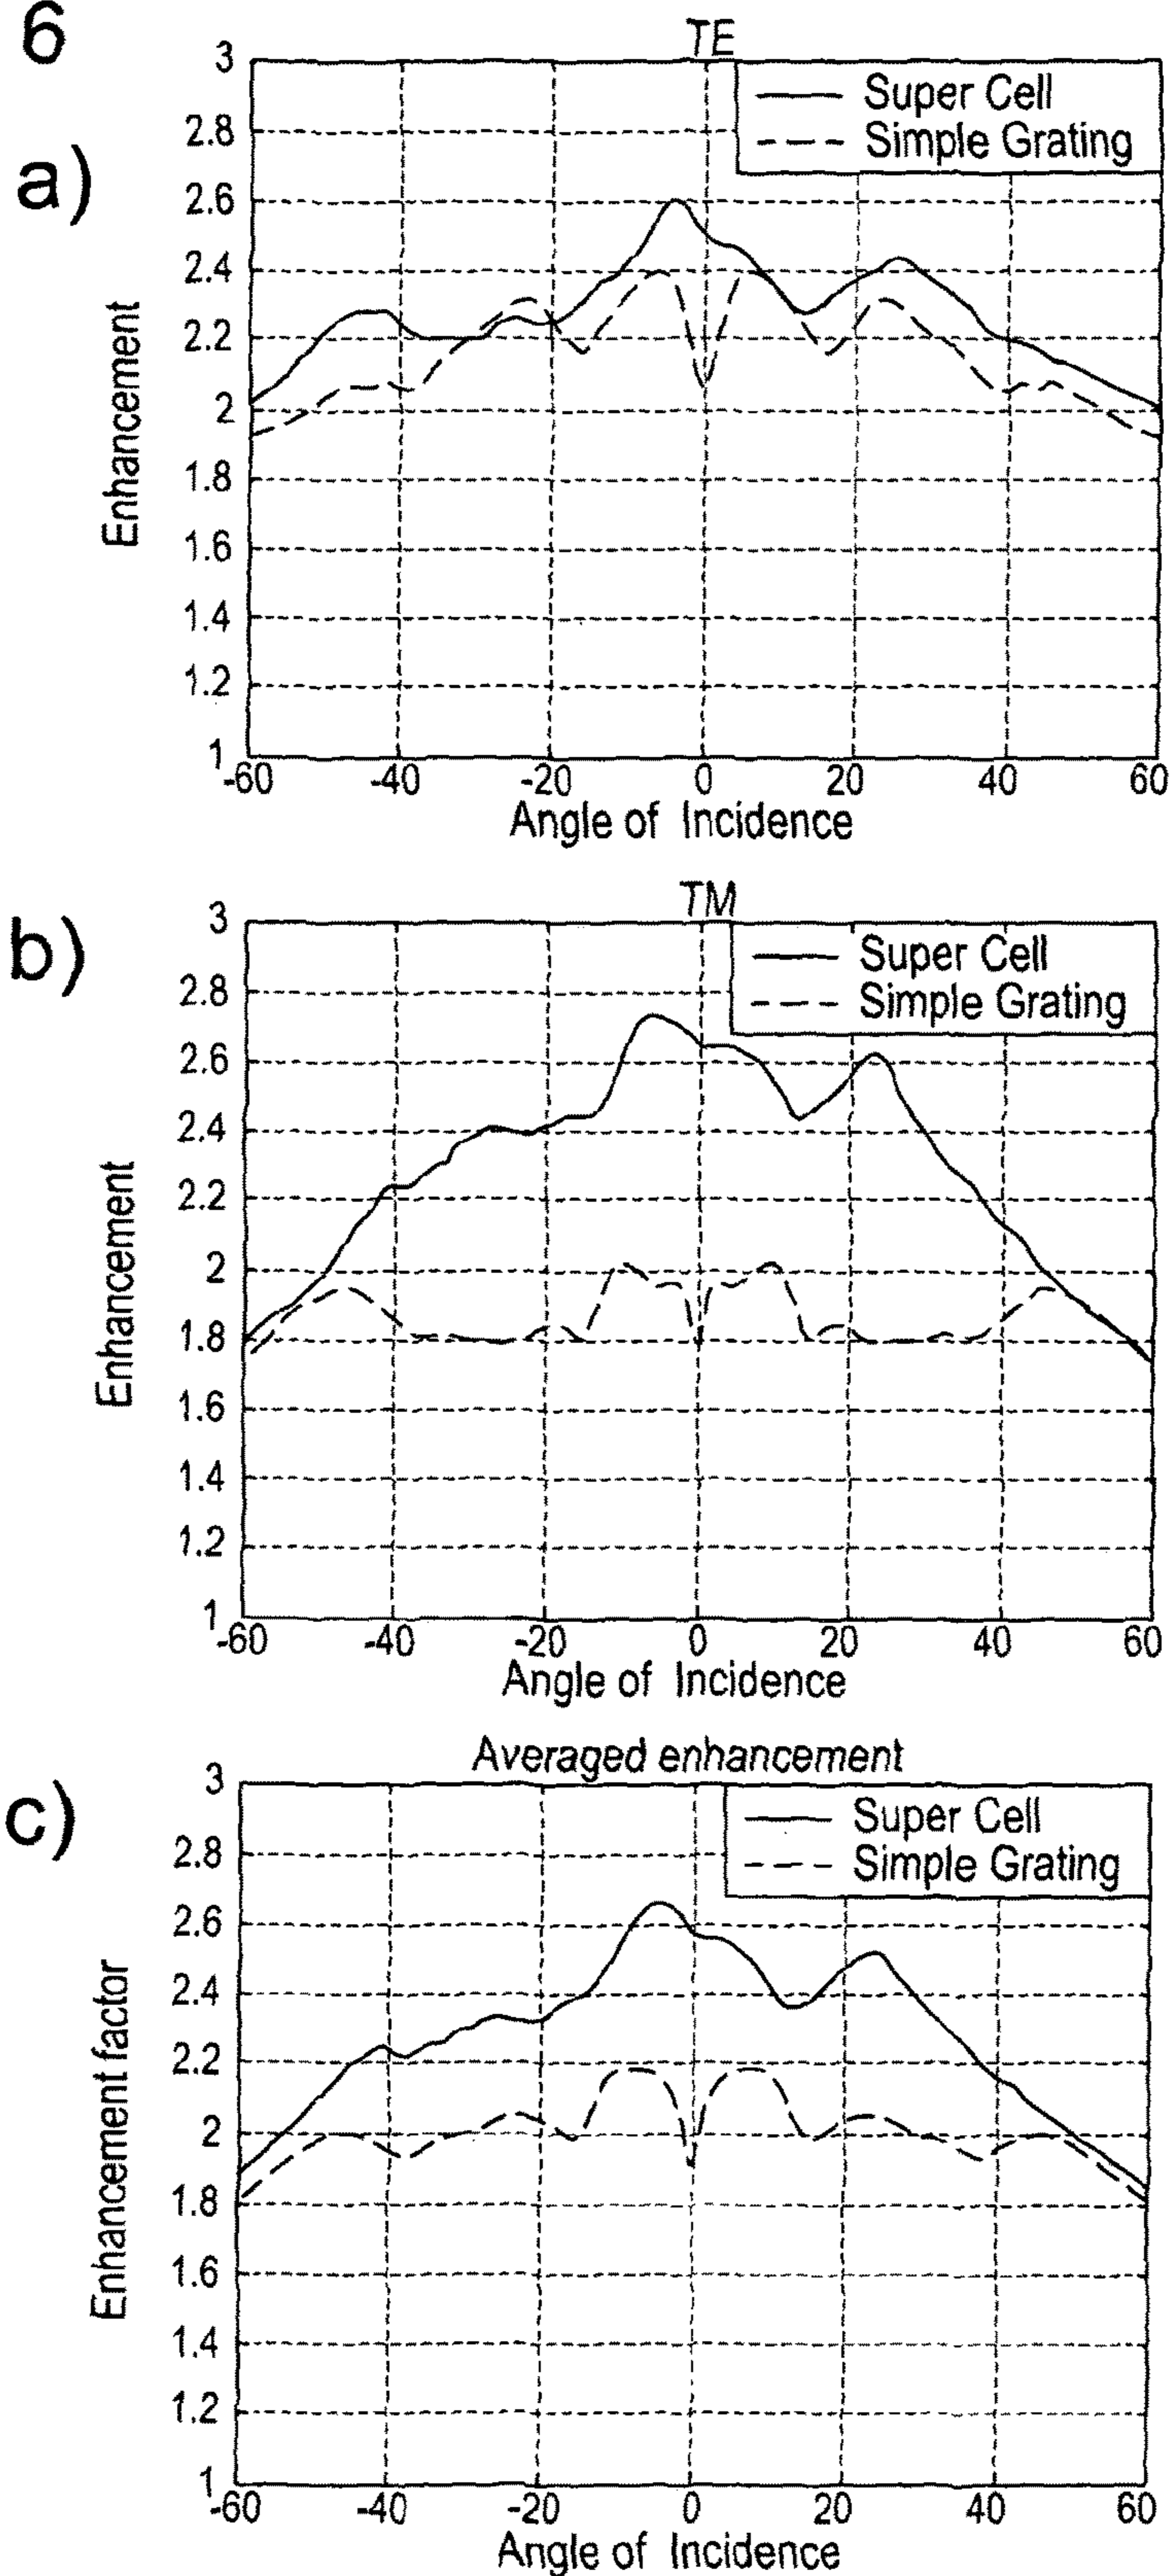 6
a)
TE
Super Cell
Simple Grating
3
2.8
2.6
2.4
2.2
2
1.8
1.6
1.4
1.2
1
Enhancement
-60 -40 -20 0 20 40 60
Angle of Incidence
b)
TM
Super Cell
Simple Grating
3
2.8
2.6
2.4
2.2
2
1.8
1.6
1.4
1.2
1
Enhancement
-60 -40 -20 0 20 40 60
Angle of Incidence
c)
Averaged enhancement
Super Cell
Simple Grating
3
2.8
2.6
2.4
2.2
2
1.8
1.6
1.4
1.2
1
Enhancement factor
-60 -40 -20 0 20 40 60
Angle of Incidence